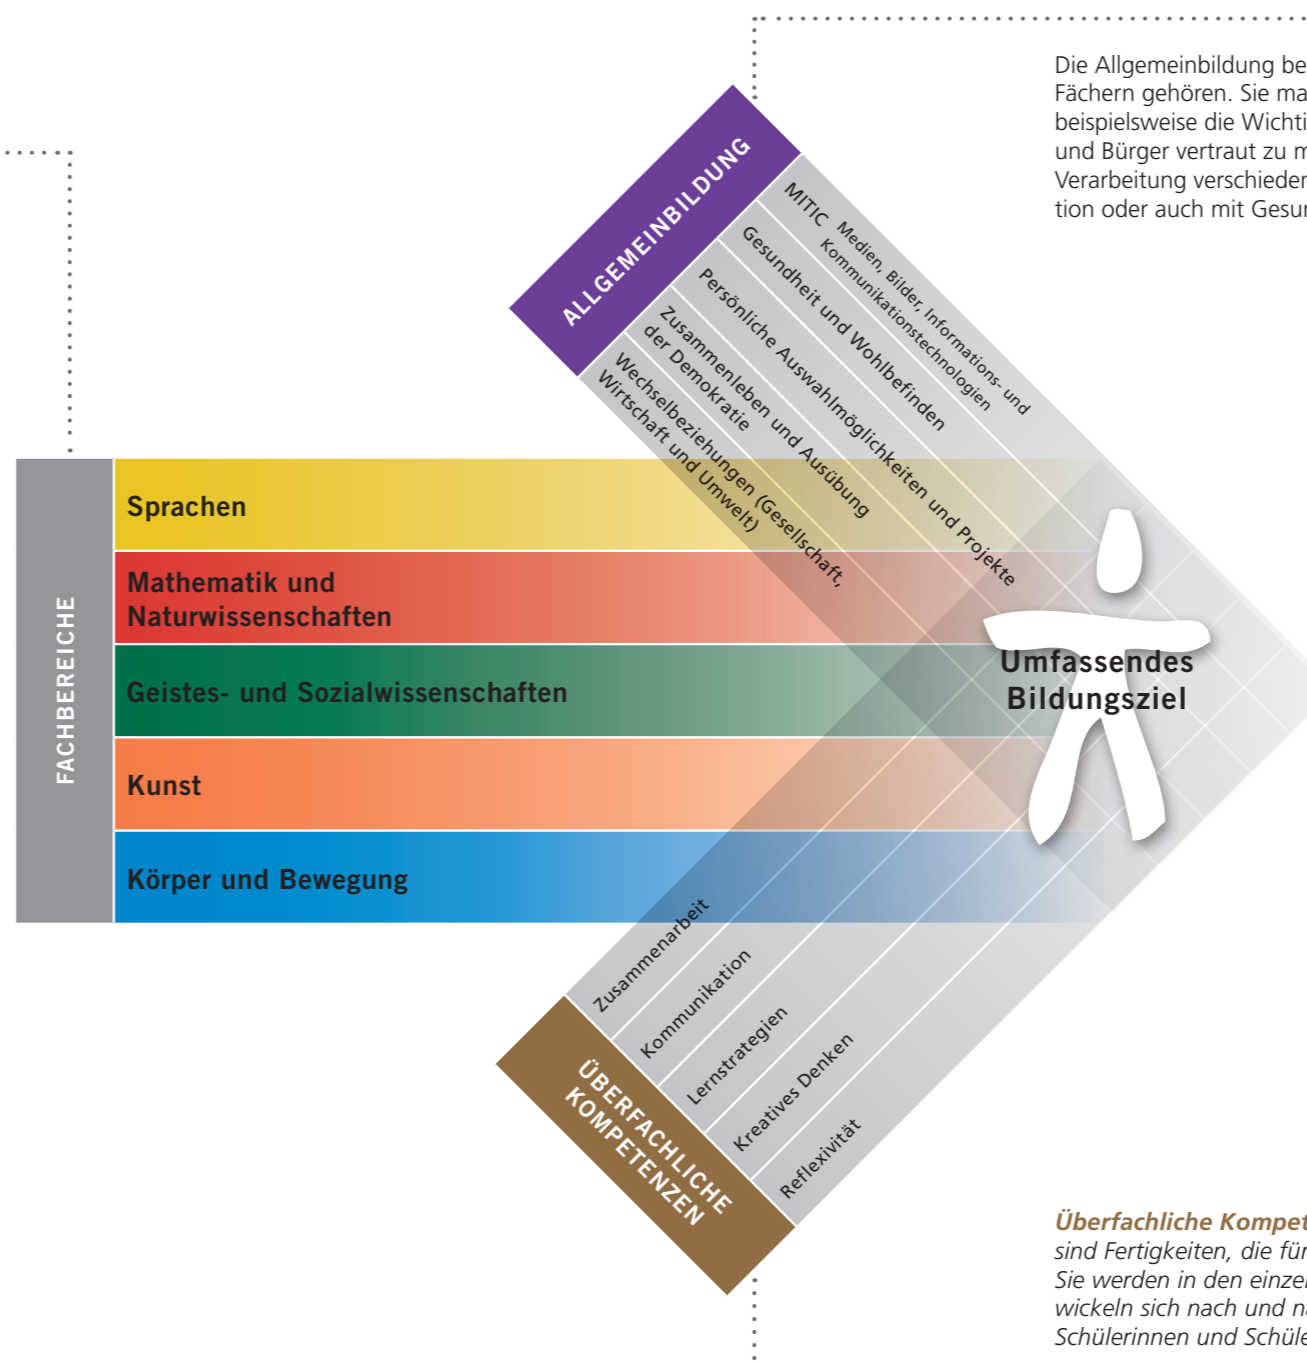 Die Allgemeinbildung be
Fächern gehören. Sie ma
beispielsweise die Wichti
und Bürger vertraut zu m
Verarbeitung verschieden
tion oder auch mit Gesun
ALLGEMEINBILDUNG
MITIC Medien, Bilder, Informations- und
Kommunikationstechnologien
Gesundheit und Wohlbefinden
Persönliche Auswahlmöglichkeiten und Projekte
Zusammenleben und Ausübung
der Demokratie
Wechselbeziehungen (Gesellschaft,
Wirtschaft und Umwelt)
FACHBEREICHE
Sprachen
Mathematik und
Naturwissenschaften
Geistes- und Sozialwissenschaften
Kunst
Körper und Bewegung
Umfassendes
Bildungsziel
ÜBERFACHLICHE
KOMPETENZEN
Zusammenarbeit
Kommunikation
Lernstrategien
Kreatives Denken
Reflexivität
Überfachliche Kompet
sind Fertigkeiten, die für
Sie werden in den einzel
wickeln sich nach und na
Schülerinnen und Schüle